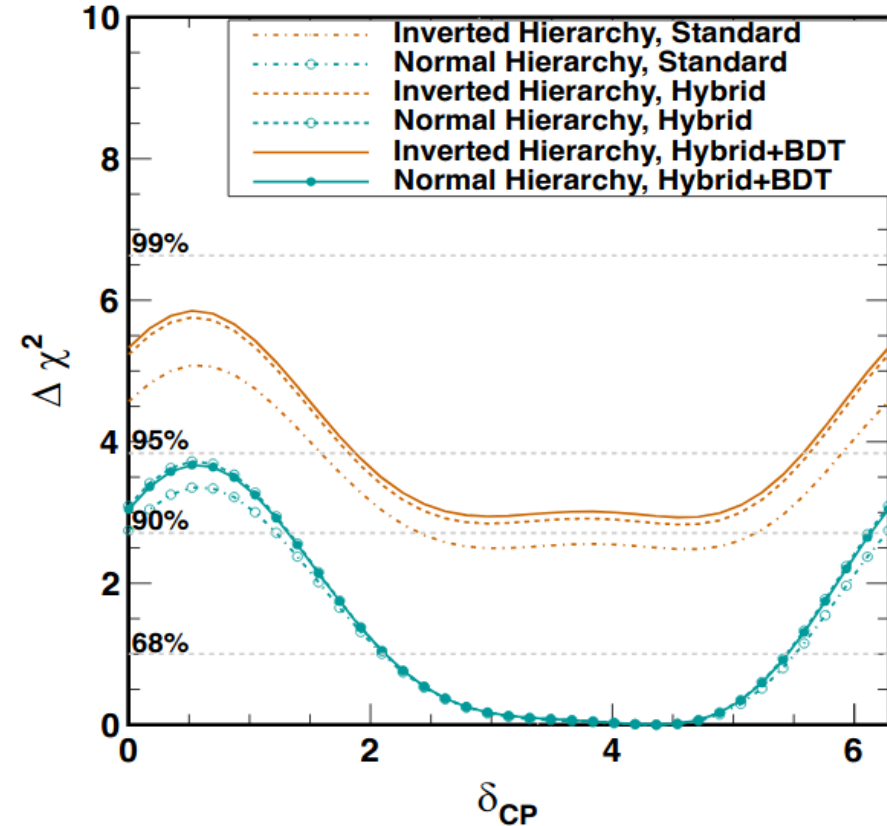 10
Inverted Hierarchy, Standard
Normal Hierarchy, Standard
Inverted Hierarchy, Hybrid
Normal Hierarchy, Hybrid
Inverted Hierarchy, Hybrid+BDT
Normal Hierarchy, Hybrid+BDT
8
99%
6
Δ χ²
4
95%
90%
2
68%
0
0 2 4 6
δCP